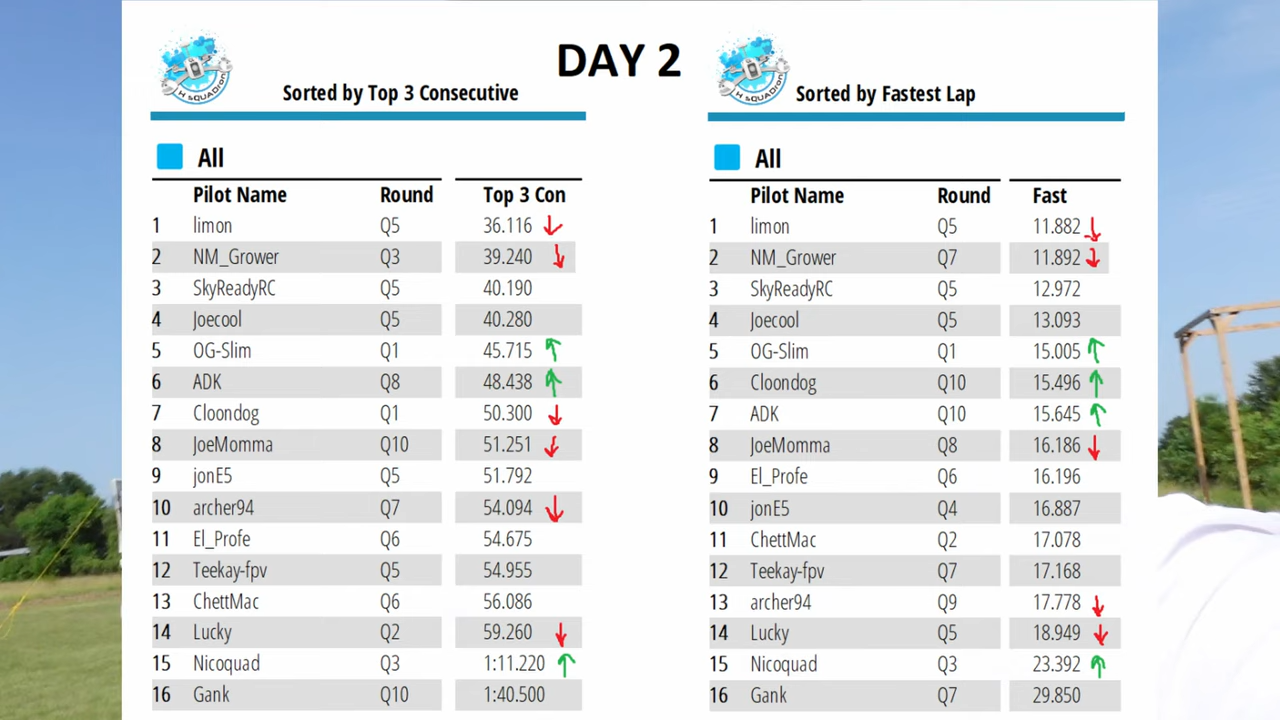 DAY 2
H SQUADron
Sorted by Top 3 Consecutive
All
Pilot Name Round Top 3 Con
1 limon Q5 36.116
2 NM_Grower Q3 39.240
3 SkyReadyRC Q5 40.190
4 Joecool Q5 40.280
5 OG-Slim Q1 45.715
6 ADK Q8 48.438
7 Cloondog Q1 50.300
8 JoeMomma Q10 51.251
9 jonE5 Q5 51.792
10 archer94 Q7 54.094
11 El_Profe Q6 54.675
12 Teekay-fpv Q5 54.955
13 ChettMac Q6 56.086
14 Lucky Q2 59.260
15 Nicoquad Q3 1:11.220
16 Gank Q10 1:40.500
H SQUADron
Sorted by Fastest Lap
All
Pilot Name Round Fast
1 limon Q5 11.882
2 NM_Grower Q7 11.892
3 SkyReadyRC Q5 12.972
4 Joecool Q5 13.093
5 OG-Slim Q1 15.005
6 Cloondog Q10 15.496
7 ADK Q10 15.645
8 JoeMomma Q8 16.186
9 El_Profe Q6 16.196
10 jonE5 Q4 16.887
11 ChettMac Q2 17.078
12 Teekay-fpv Q7 17.168
13 archer94 Q9 17.778
14 Lucky Q5 18.949
15 Nicoquad Q3 23.392
16 Gank Q7 29.850